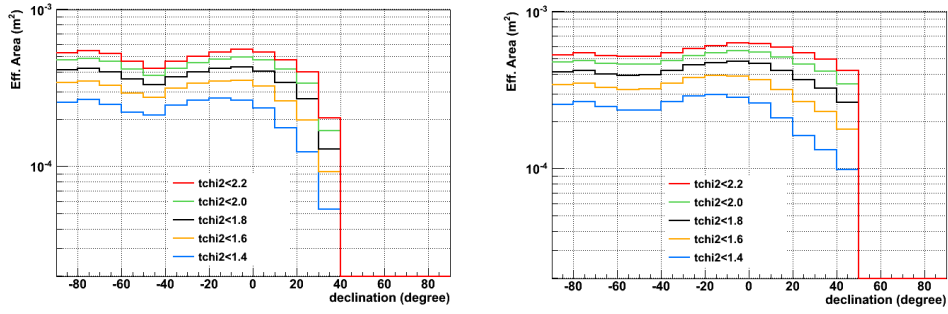 Eff. Area (m²)
10⁻³
10⁻⁴
tchi2<2.2
tchi2<2.0
tchi2<1.8
tchi2<1.6
tchi2<1.4
-80 -60 -40 -20 0 20 40 60 80
declination (degree)
Eff. Area (m²)
10⁻³
10⁻⁴
tchi2<2.2
tchi2<2.0
tchi2<1.8
tchi2<1.6
tchi2<1.4
-80 -60 -40 -20 0 20 40 60 80
declination (degree)